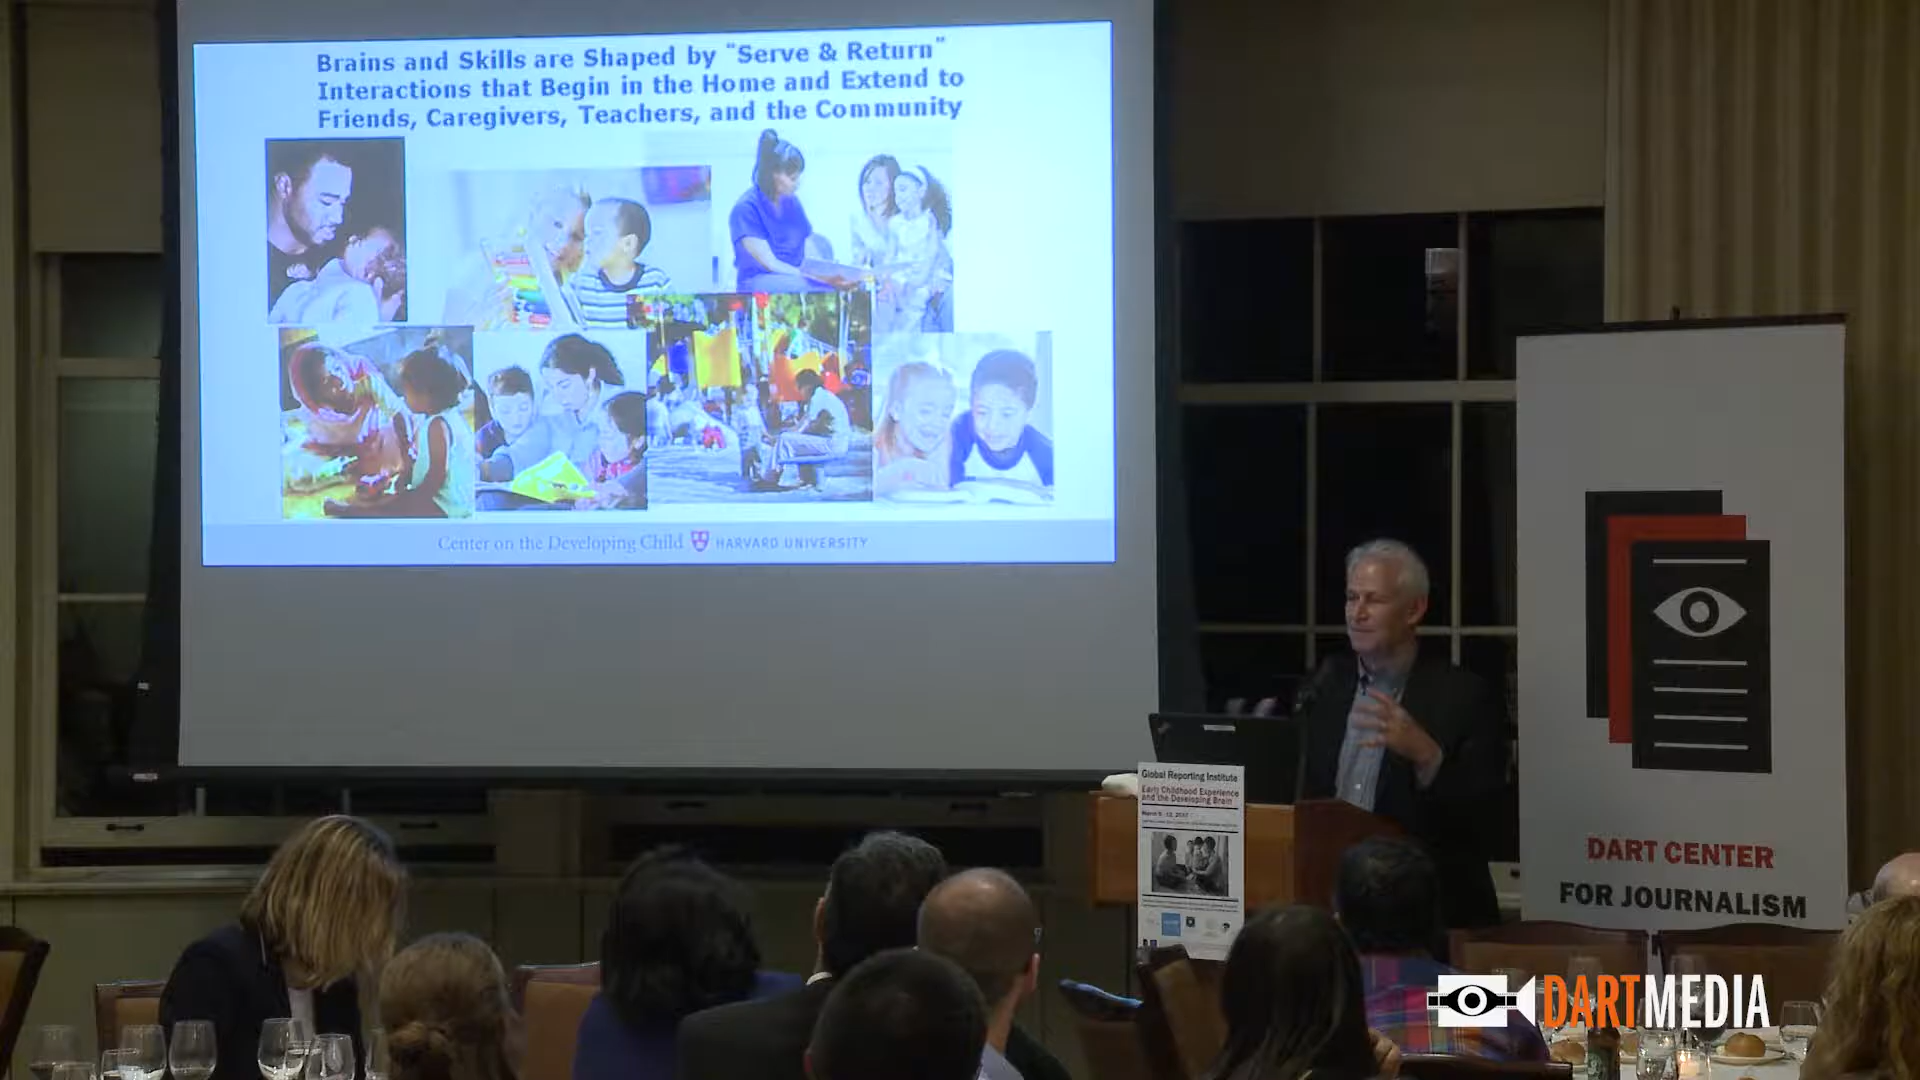 Brains and Skills are Shaped by “Serve & Return”
Interactions that Begin in the Home and Extend to
Friends, Caregivers, Teachers, and the Community
Center on the Developing Child HARVARD UNIVERSITY
Global Reporting Institute
Early Childhood Experience
and the Developing Brain
DART CENTER
FOR JOURNALISM
DARTMEDIA